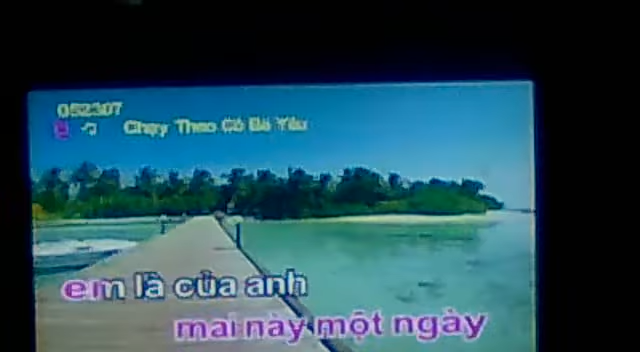 052307
Chạy Theo Cô Bé Yêu
em là của anh
mai này một ngày